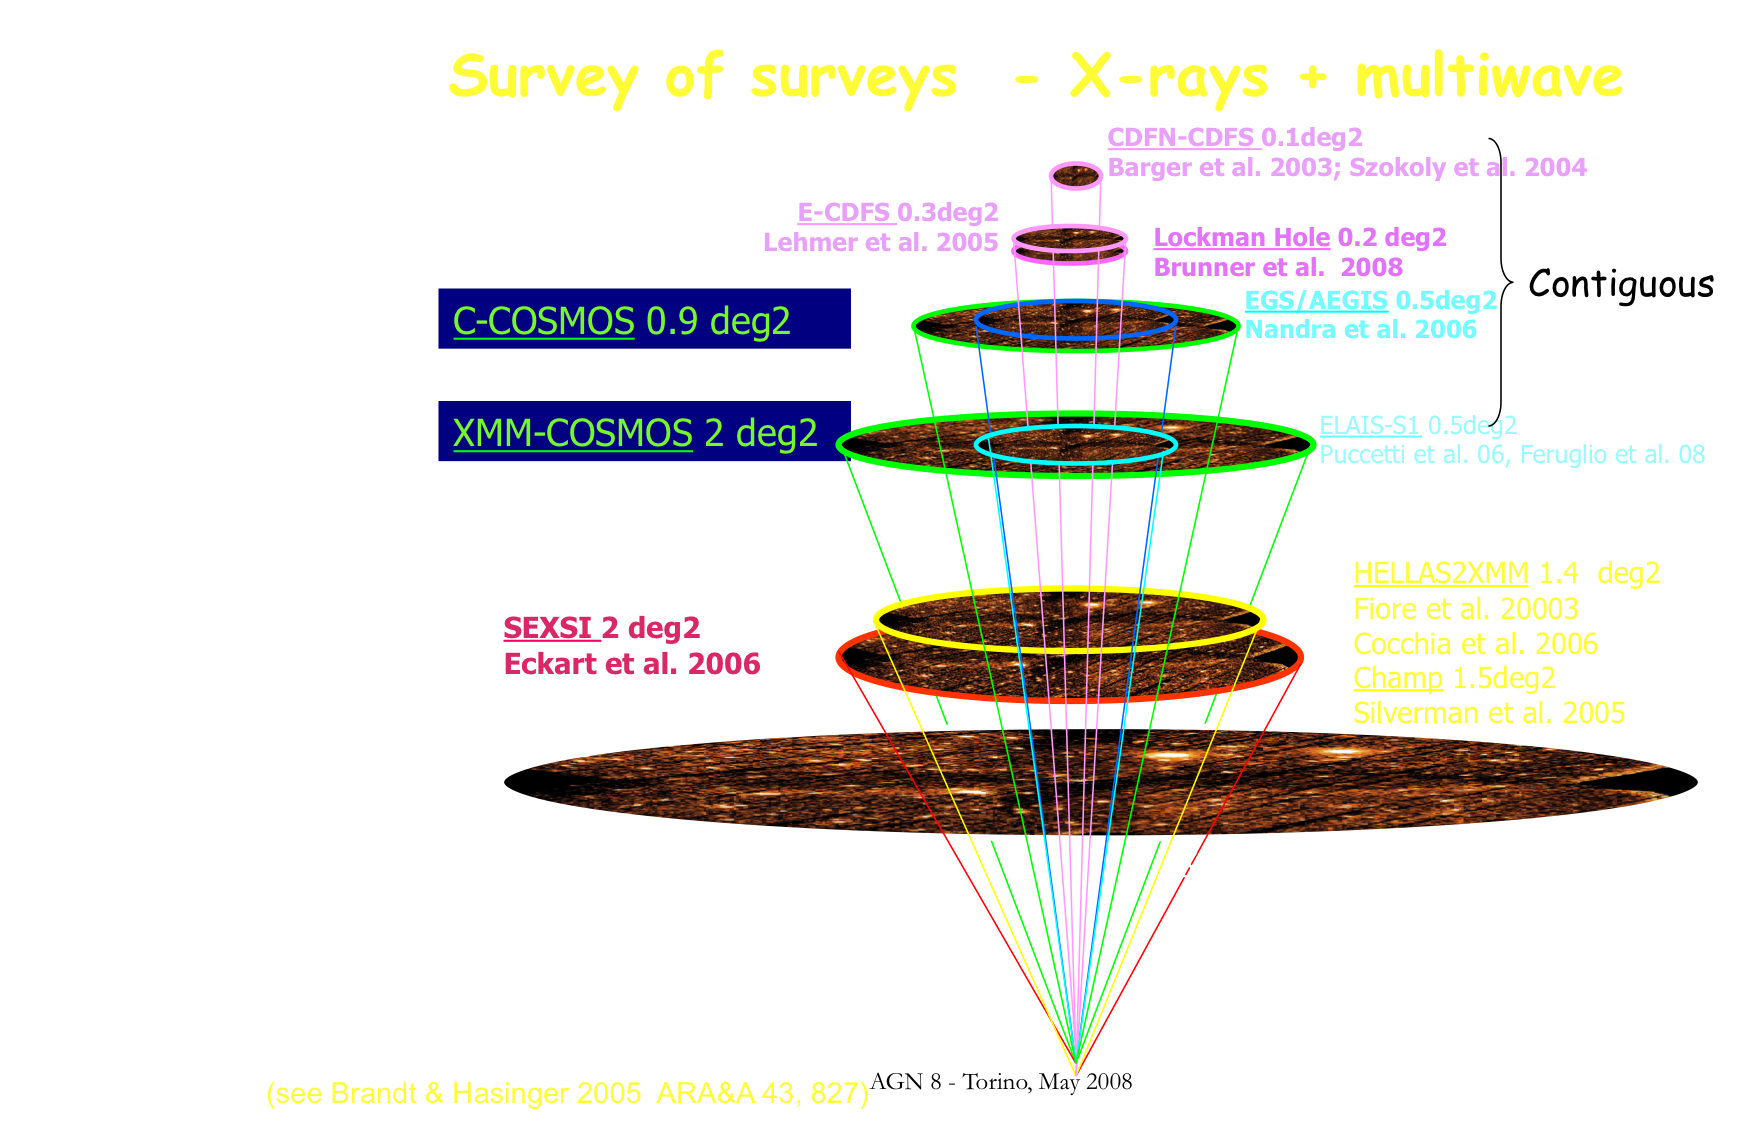 Survey of surveys - X-rays + multiwave
CDFN-CDFS 0.1deg2
Barger et al. 2003; Szokoly et al. 2004
E-CDFS 0.3deg2
Lehmer et al. 2005
Lockman Hole 0.2 deg2
Brunner et al. 2008
Contiguous
C-COSMOS 0.9 deg2
EGS/AEGIS 0.5deg2
Nandra et al. 2006
XMM-COSMOS 2 deg2
ELAIS-S1 0.5deg2
Puccetti et al. 06, Feruglio et al. 08
HELLAS2XMM 1.4 deg2
Fiore et al. 20003
Cocchia et al. 2006
Champ 1.5deg2
Silverman et al. 2005
SEXSI 2 deg2
Eckart et al. 2006
(see Brandt & Hasinger 2005 ARA&A 43, 827)
AGN 8 - Torino, May 2008